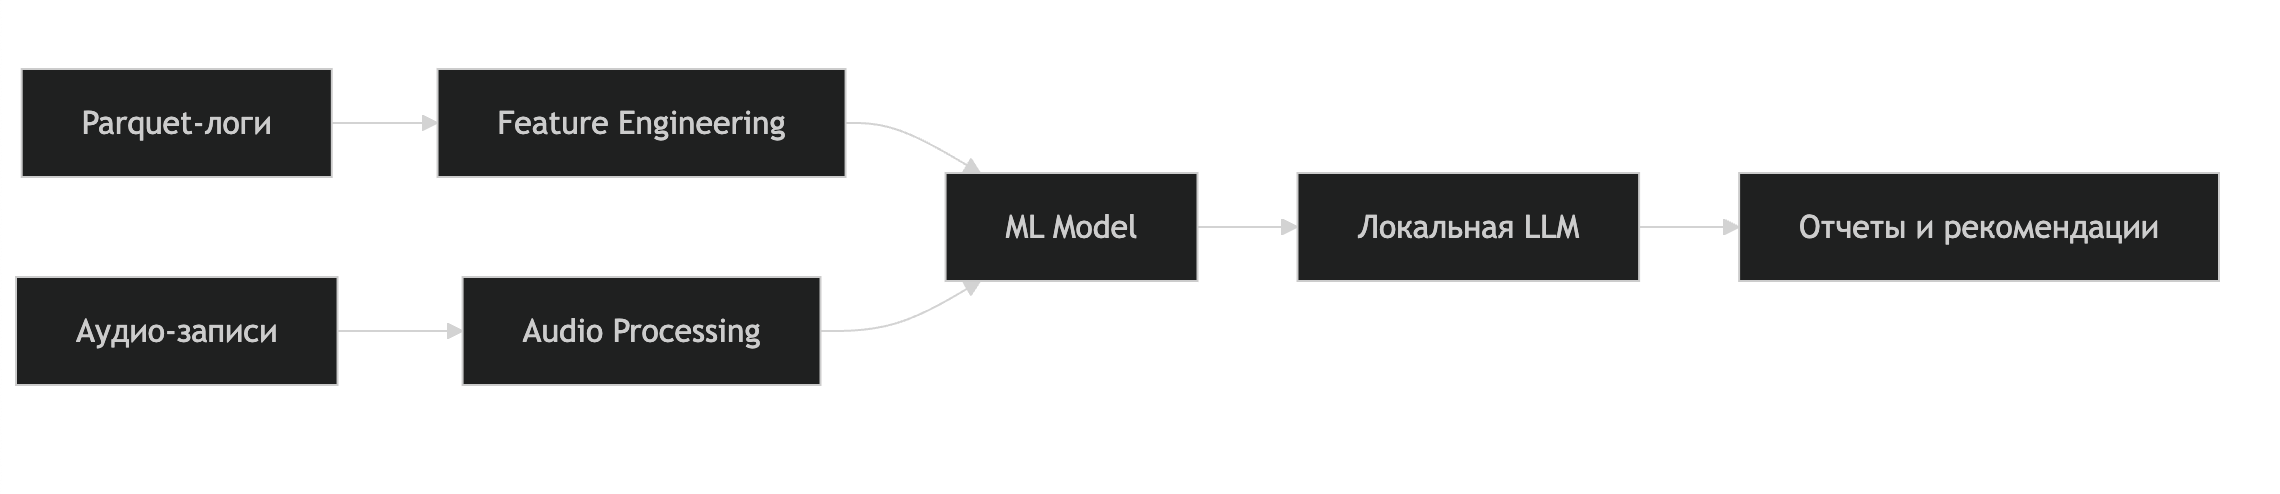 Parquet-логи
Feature Engineering
Аудио-записи
Audio Processing
ML Model
Локальная LLM
Отчеты и рекомендации